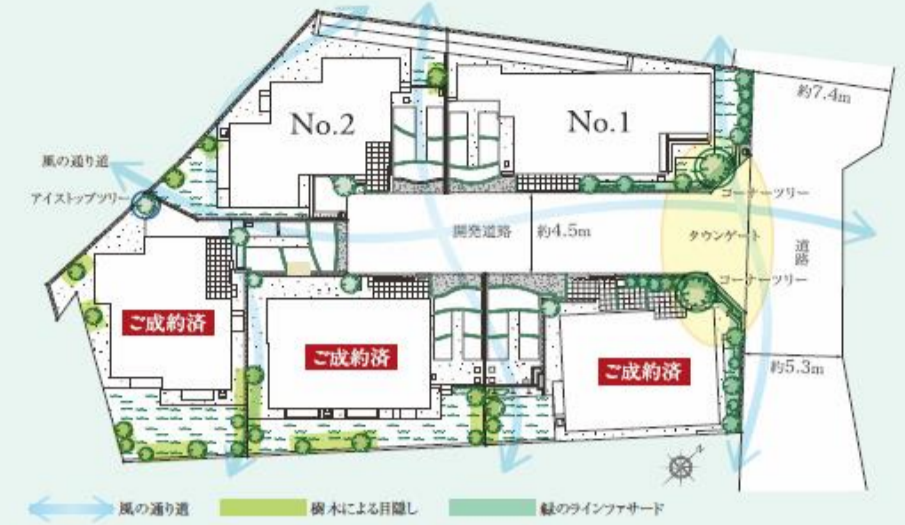 約7.4m
No.2
No.1
風の通り道
アイストップツリー
コーナーツリー
開発道路
約4.5m
タウンゲート
道路
コーナーツリー
ご成約済
ご成約済
ご成約済
約5.3m
N
風の通り道
樹木による目隠し
緑のラインファサード